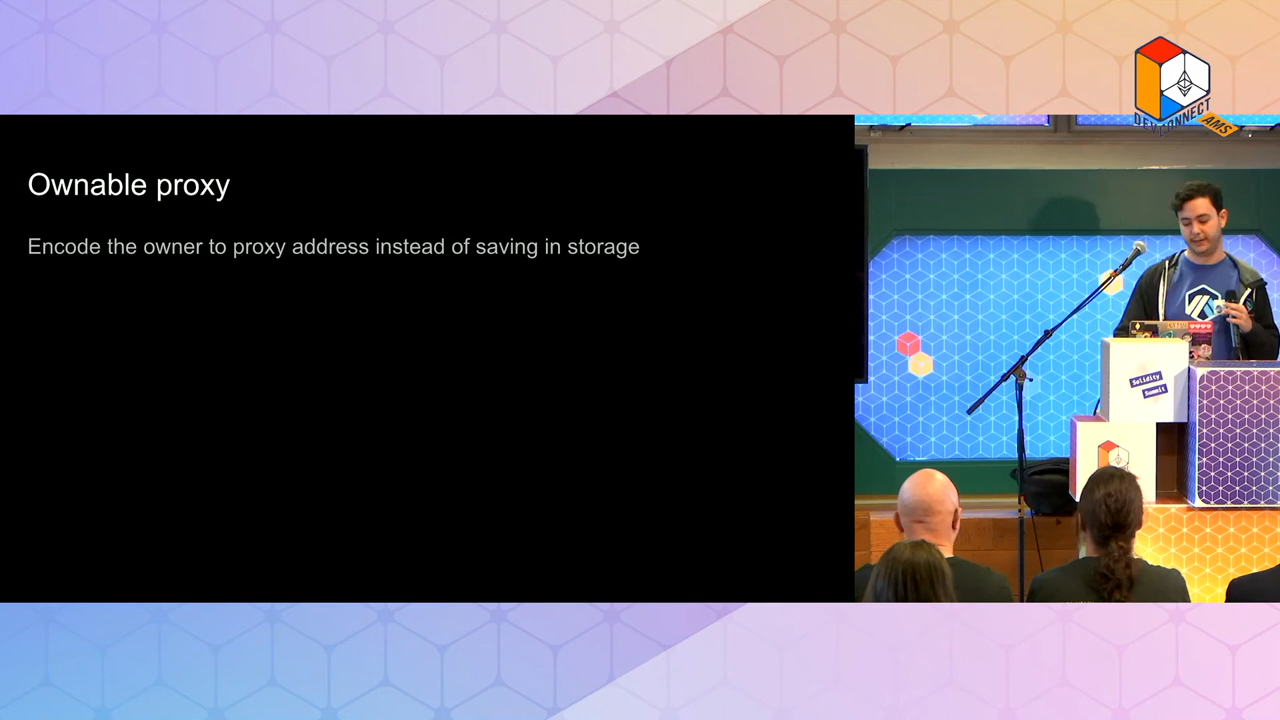 Ownable proxy
Encode the owner to proxy address instead of saving in storage
DEVCONNECT
AMS
Solidity
Summit